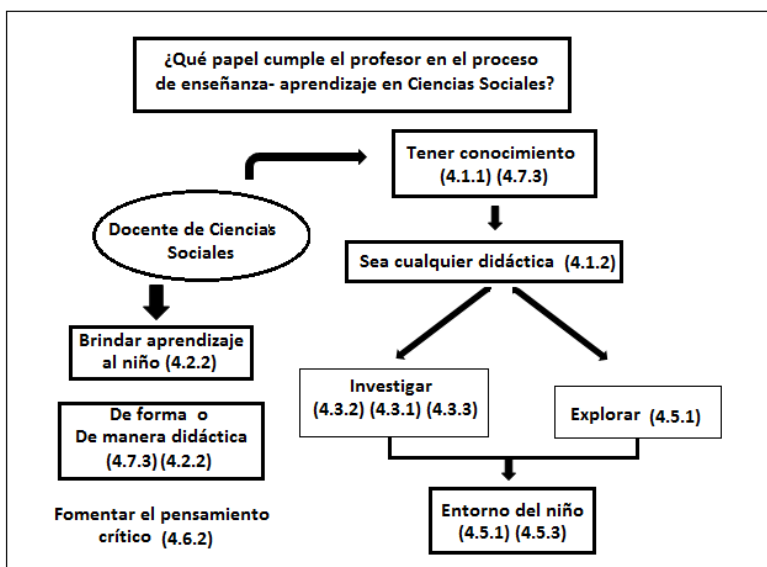 ¿Qué papel cumple el profesor en el proceso
de enseñanza- aprendizaje en Ciencias Sociales?
Tener conocimiento
(4.1.1) (4.7.3)
Docente de Ciencias
Sociales
Sea cualquier didáctica (4.1.2)
Brindar aprendizaje
al niño (4.2.2)
Investigar
(4.3.2) (4.3.1) (4.3.3)
Explorar (4.5.1)
De forma o
De manera didáctica
(4.7.3) (4.2.2)
Entorno del niño
(4.5.1) (4.5.3)
Fomentar el pensamiento
crítico (4.6.2)